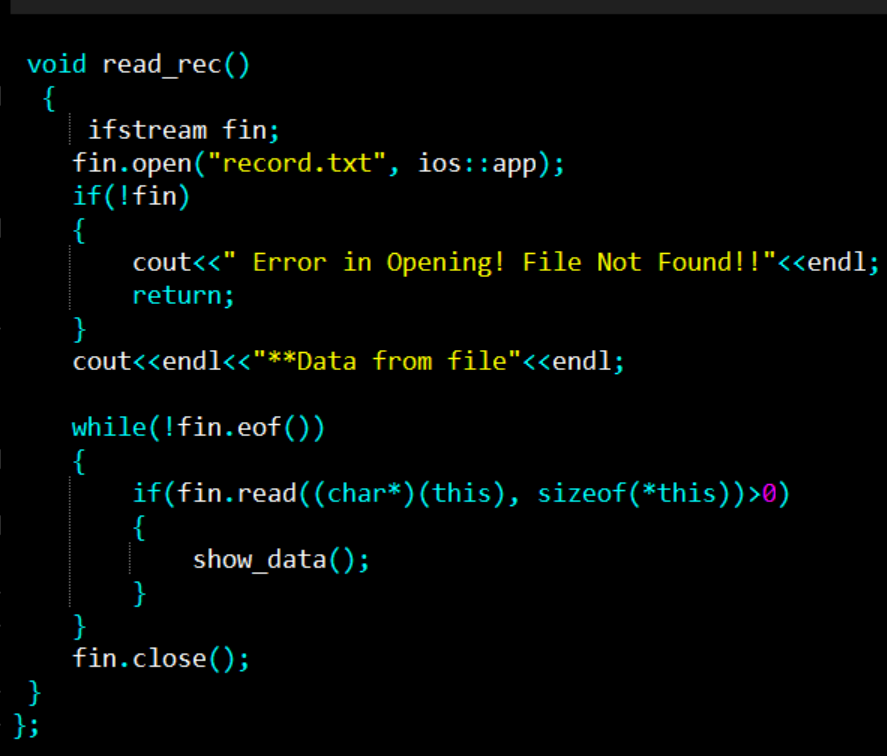 void read_rec()
{
ifstream fin;
fin.open("record.txt", ios::app);
if(!fin)
{
cout<<" Error in Opening! File Not Found!!"<<endl;
return;
}
cout<<endl<<"**Data from file"<<endl;
while(!fin.eof())
{
if(fin.read((char*)(this), sizeof(*this))>0)
{
show_data();
}
}
fin.close();
}
};